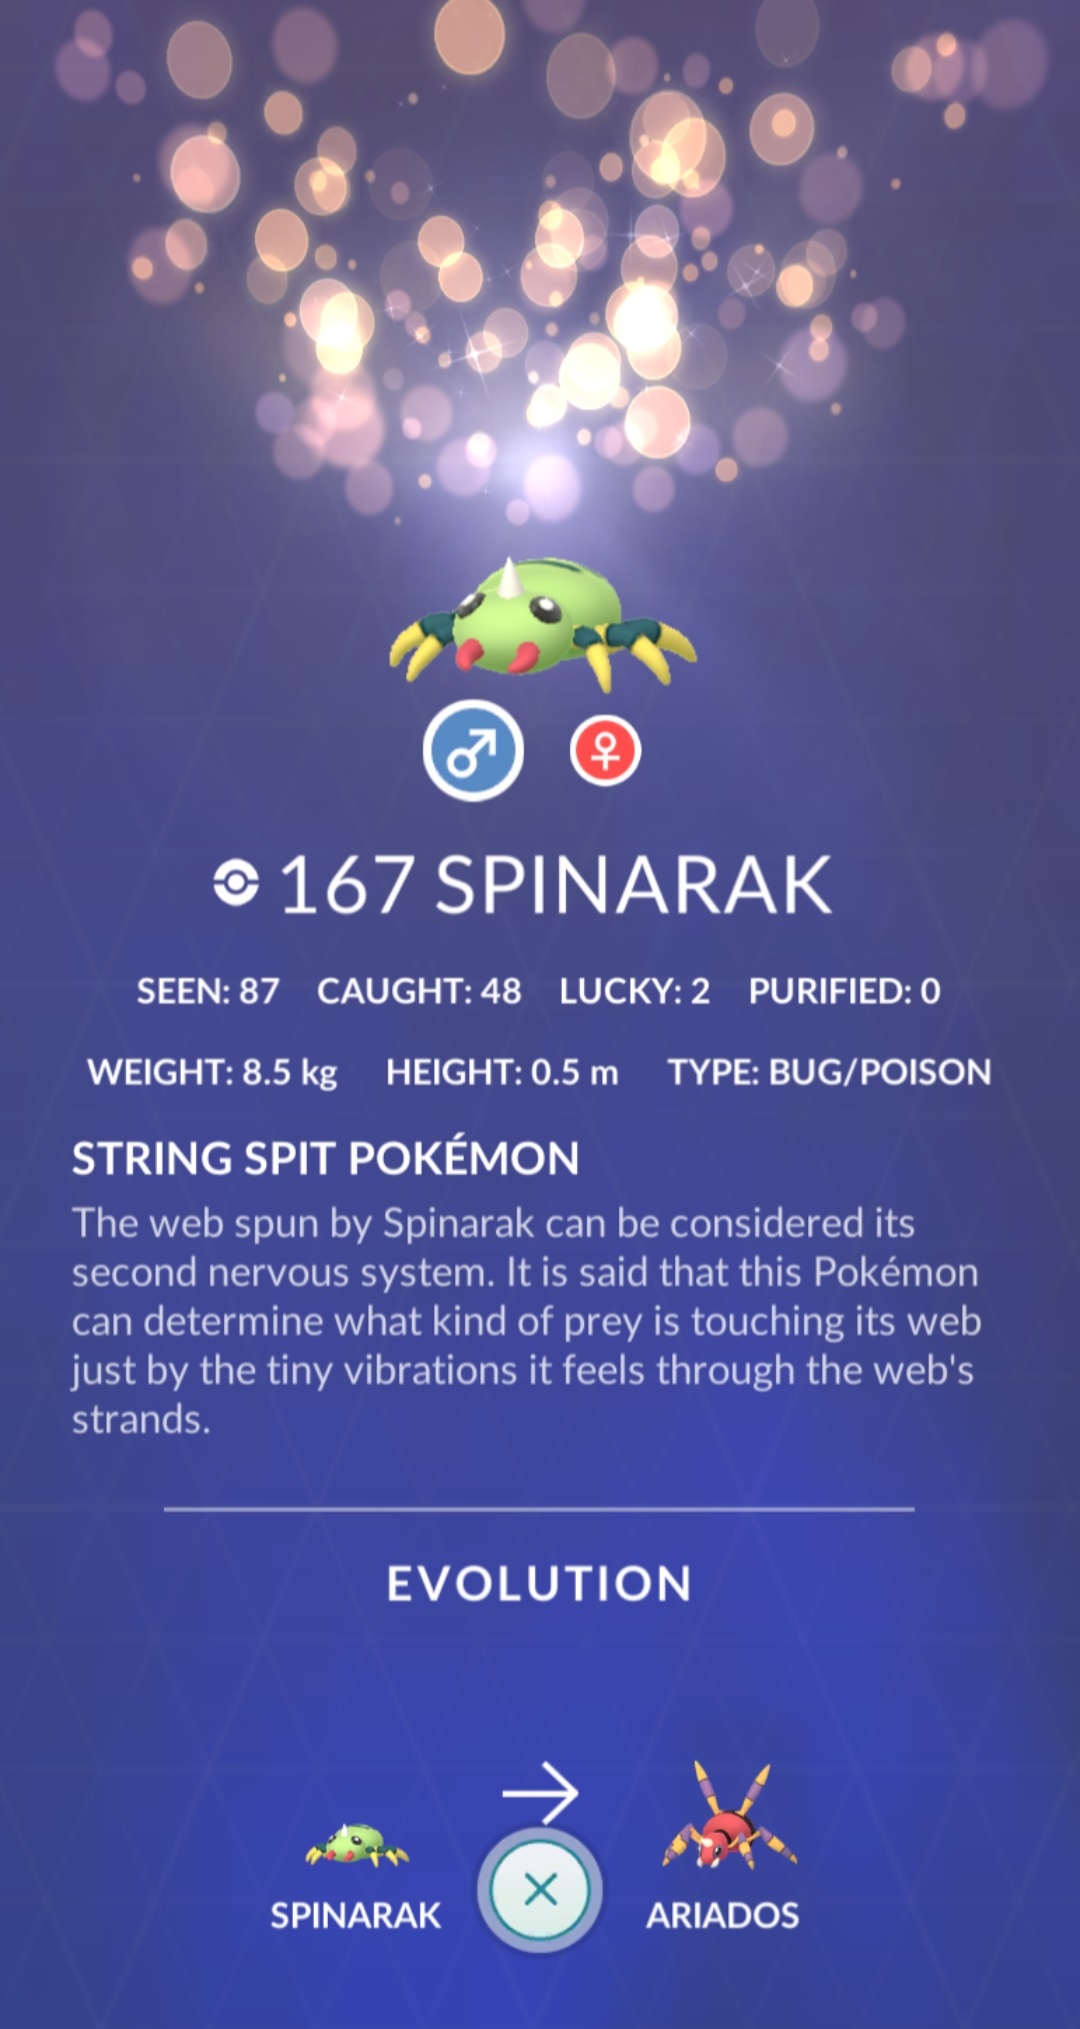 167 SPINARAK
SEEN: 87 CAUGHT: 48 LUCKY: 2 PURIFIED: 0
WEIGHT: 8.5 kg HEIGHT: 0.5 m TYPE: BUG/POISON
STRING SPIT POKÉMON
The web spun by Spinarak can be considered its
second nervous system. It is said that this Pokémon
can determine what kind of prey is touching its web
just by the tiny vibrations it feels through the web's
strands.
EVOLUTION
SPINARAK
ARIADOS